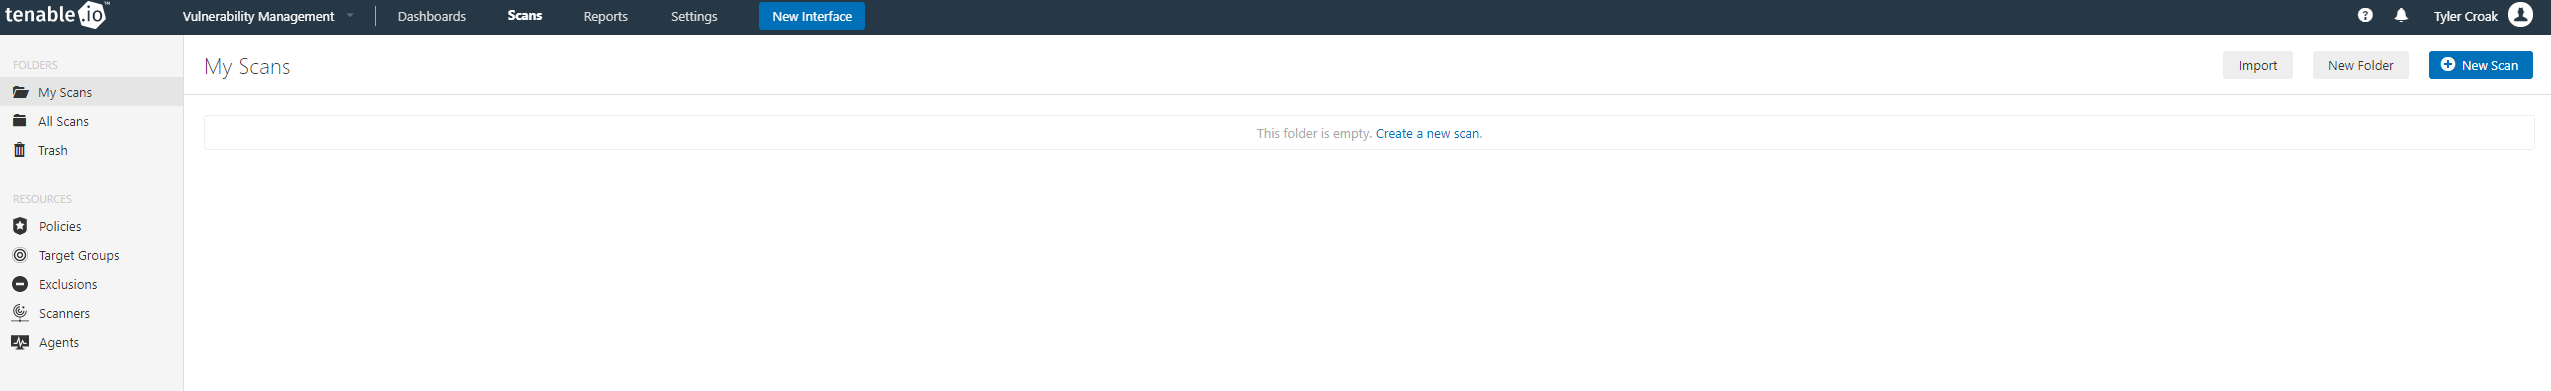 tenable.io™
Vulnerability Management
Dashboards
Scans
Reports
Settings
New Interface
Tyler Croak
FOLDERS
My Scans
All Scans
Trash
RESOURCES
Policies
Target Groups
Exclusions
Scanners
Agents
My Scans
Import
New Folder
New Scan
This folder is empty. Create a new scan.